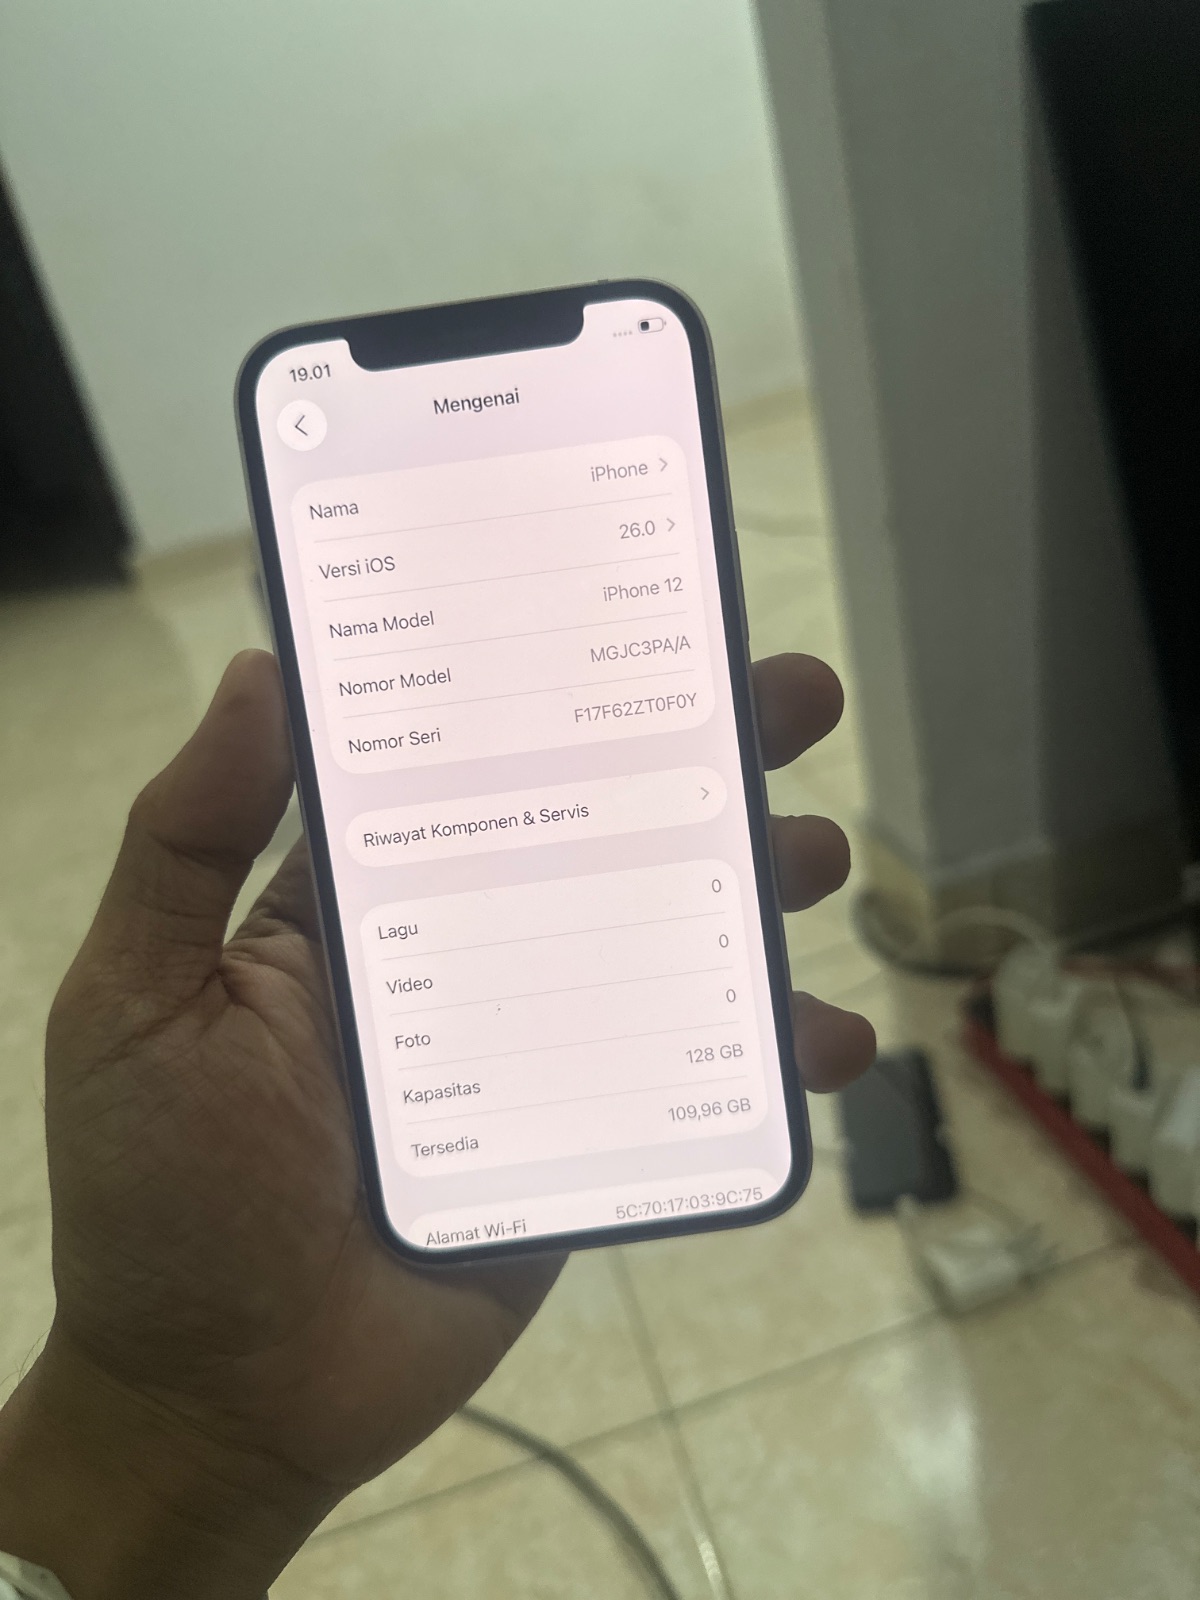 19.01
Mengenai
Nama iPhone
Versi iOS 26.0
Nama Model iPhone 12
Nomor Model MGJC3PA/A
Nomor Seri F17F62ZT0F0Y
Riwayat Komponen & Servis
Lagu 0
Video 0
Foto 0
Kapasitas 128 GB
Tersedia 109,96 GB
Alamat Wi-Fi 5C:70:17:03:9C:75